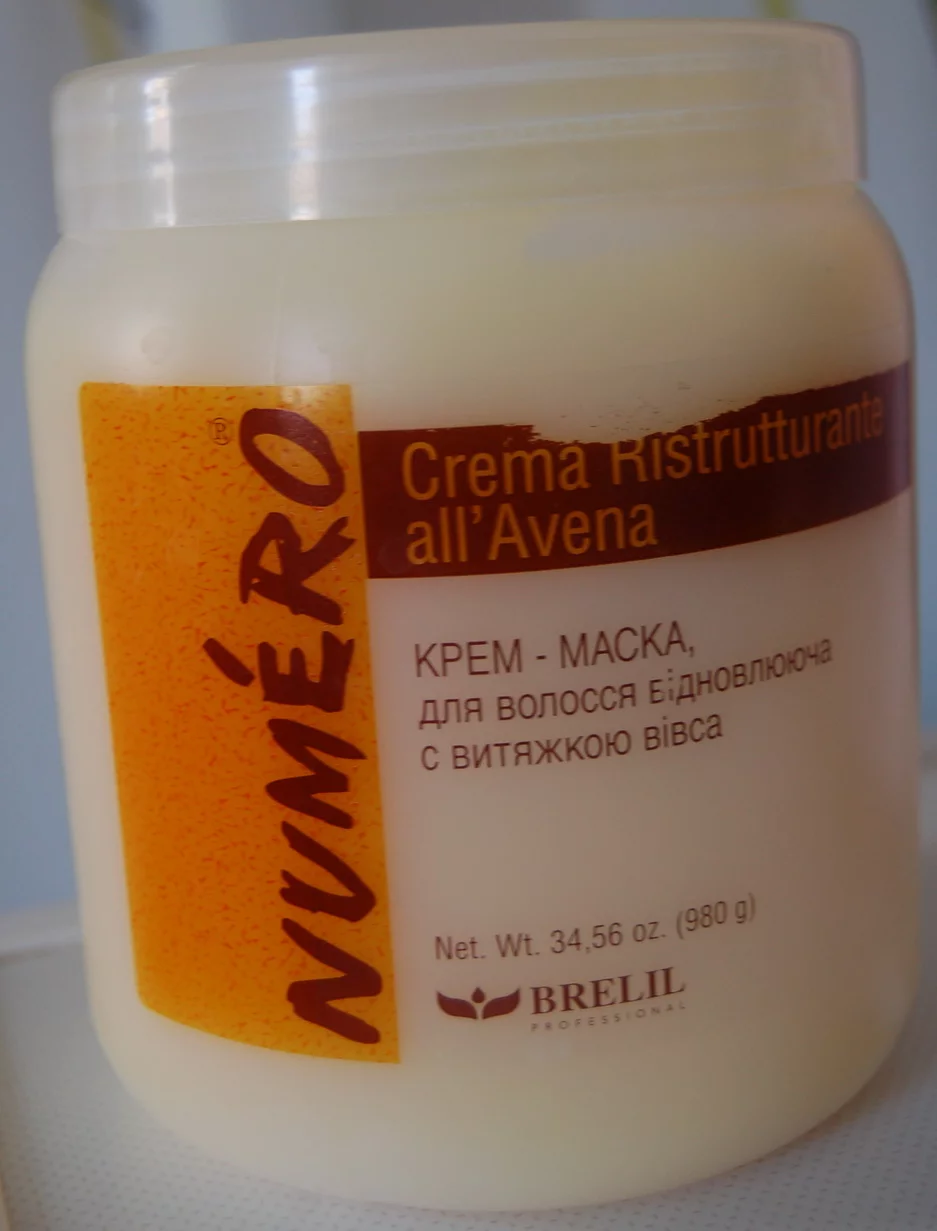 NUMÉRO
®
Crema Ristrutturante
all'Avena
КРЕМ - МАСКА,
для волосся відновлююча
с витяжкою вівса
Net. Wt. 34,56 oz. (980 g)
BRELIL
PROFESSIONAL